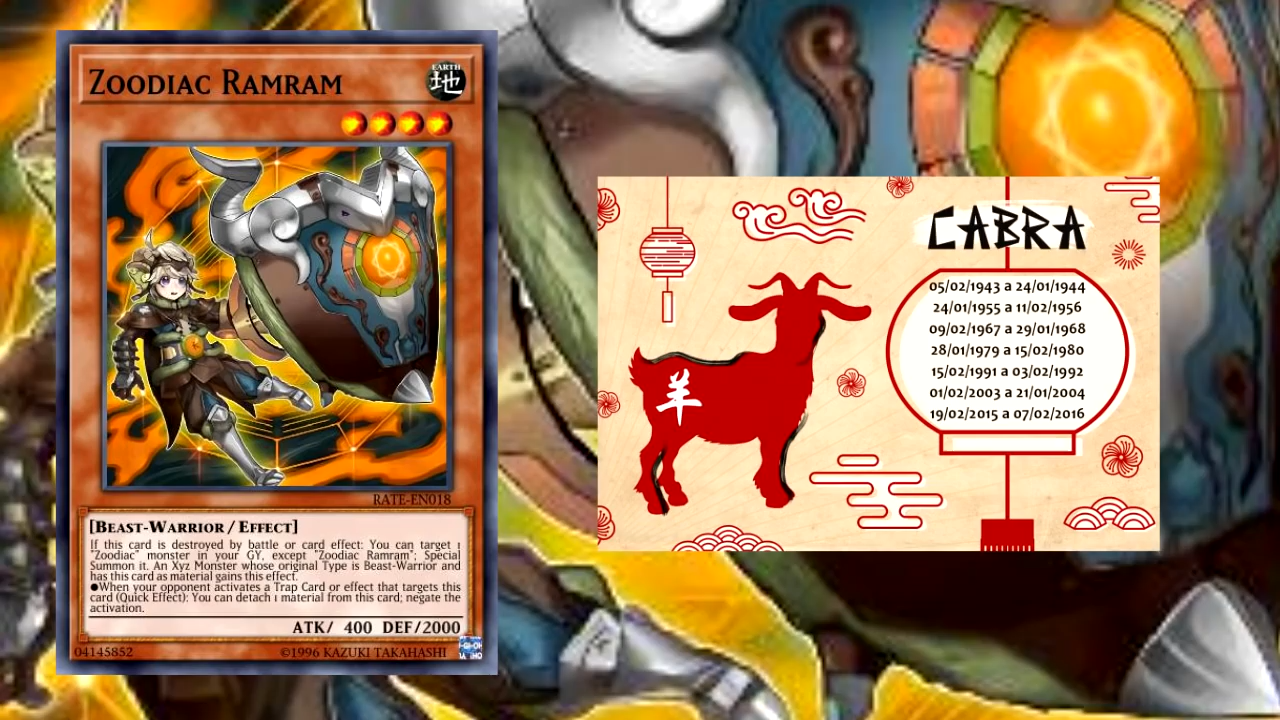 Zoodiac Ramram
EARTH
地
RATE-EN018
[Beast-Warrior / Effect]
If this card is destroyed by battle or card effect: You can target 1
"Zoodiac" monster in your GY, except "Zoodiac Ramram"; Special
Summon it. An Xyz Monster whose original Type is Beast-Warrior and
has this card as material gains this effect.
●When your opponent activates a Trap Card or effect that targets this
card (Quick Effect): You can detach 1 material from this card; negate the
activation.
ATK/ 400 DEF/2000
04145852
©1996 KAZUKI TAKAHASHI
CABRA
05/02/1943 a 24/01/1944
24/01/1955 a 11/02/1956
09/02/1967 a 29/01/1968
28/01/1979 a 15/02/1980
15/02/1991 a 03/02/1992
01/02/2003 a 21/01/2004
19/02/2015 a 07/02/2016
羊